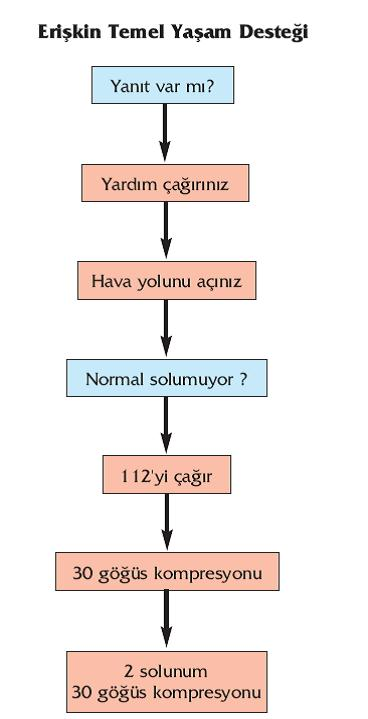 Erişkin Temel Yaşam Desteği
Yanıt var mı?
Yardım çağırınız
Hava yolunu açınız
Normal solumuyor ?
112'yi çağır
30 göğüs kompresyonu
2 solunum
30 göğüs kompresyonu